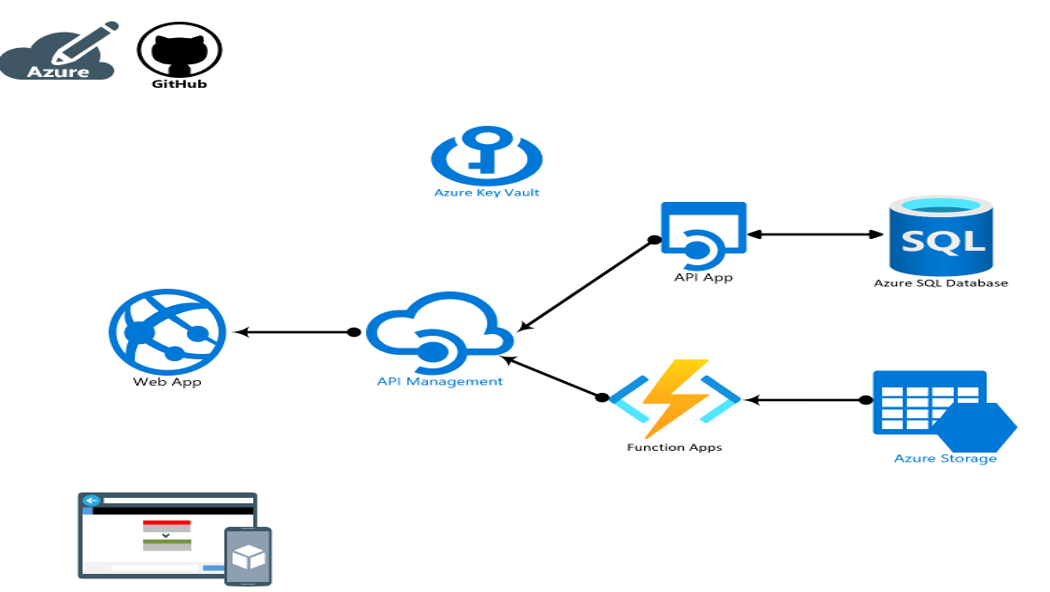 Azure
GitHub
Azure Key Vault
API App
SQL
Azure SQL Database
Web App
API Management
Function Apps
Azure Storage